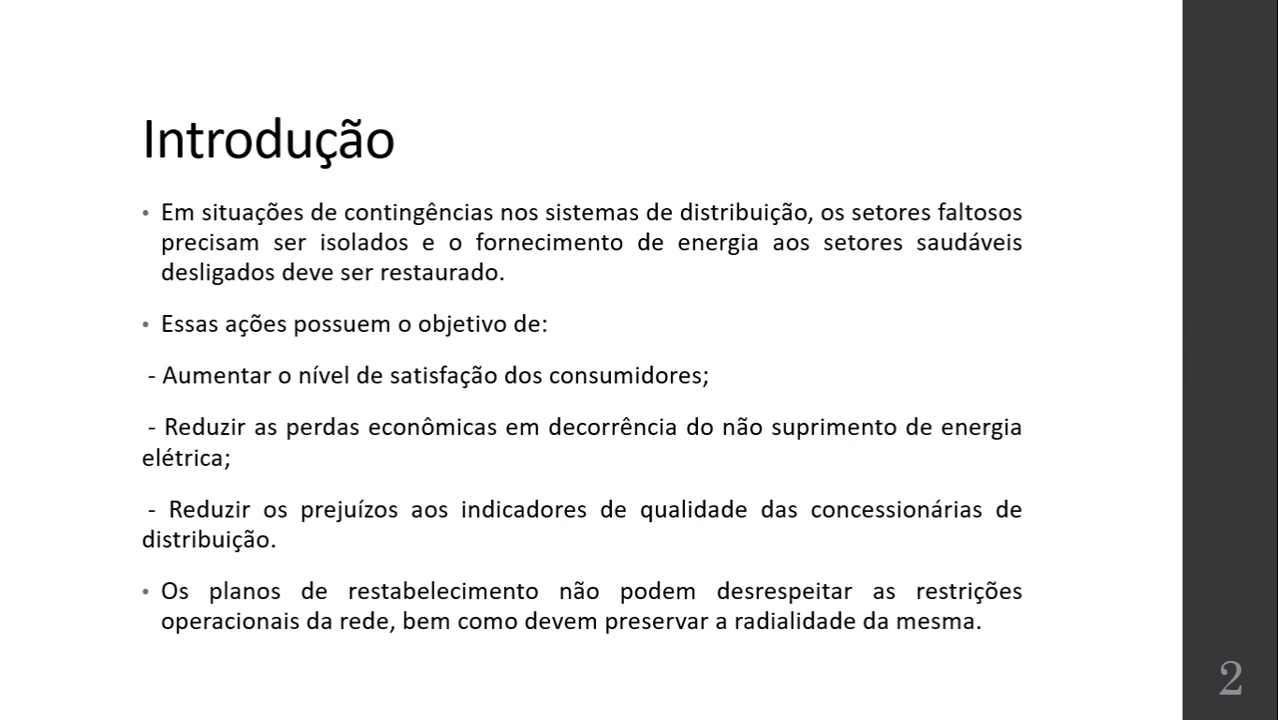 Introdução
• Em situações de contingências nos sistemas de distribuição, os setores faltosos
precisam ser isolados e o fornecimento de energia aos setores saudáveis
desligados deve ser restaurado.
• Essas ações possuem o objetivo de:
- Aumentar o nível de satisfação dos consumidores;
- Reduzir as perdas econômicas em decorrência do não suprimento de energia
elétrica;
- Reduzir os prejuízos aos indicadores de qualidade das concessionárias de
distribuição.
• Os planos de restabelecimento não podem desrespeitar as restrições
operacionais da rede, bem como devem preservar a radialidade da mesma.
2